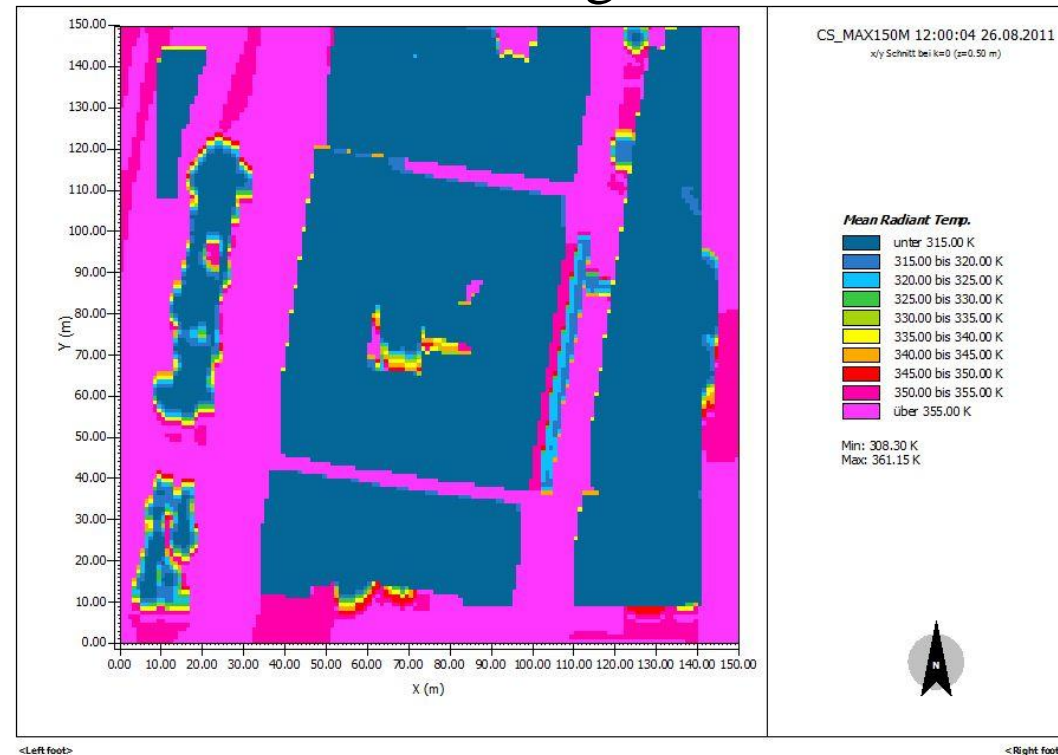 CS_MAX150M 12:00:04 26.08.2011
x/y Schnitt bei k=0 (z=0.50 m)
150.00
140.00
130.00
120.00
110.00
100.00
90.00
80.00
70.00
60.00
50.00
40.00
30.00
20.00
10.00
0.00
Y (m)
0.00 10.00 20.00 30.00 40.00 50.00 60.00 70.00 80.00 90.00 100.00 110.00 120.00 130.00 140.00 150.00
X (m)
Mean Radiant Temp.
unter 315.00 K
315.00 bis 320.00 K
320.00 bis 325.00 K
325.00 bis 330.00 K
330.00 bis 335.00 K
335.00 bis 340.00 K
340.00 bis 345.00 K
345.00 bis 350.00 K
350.00 bis 355.00 K
über 355.00 K
Min: 308.30 K
Max: 361.15 K
N
<Left foot>
<Right foot